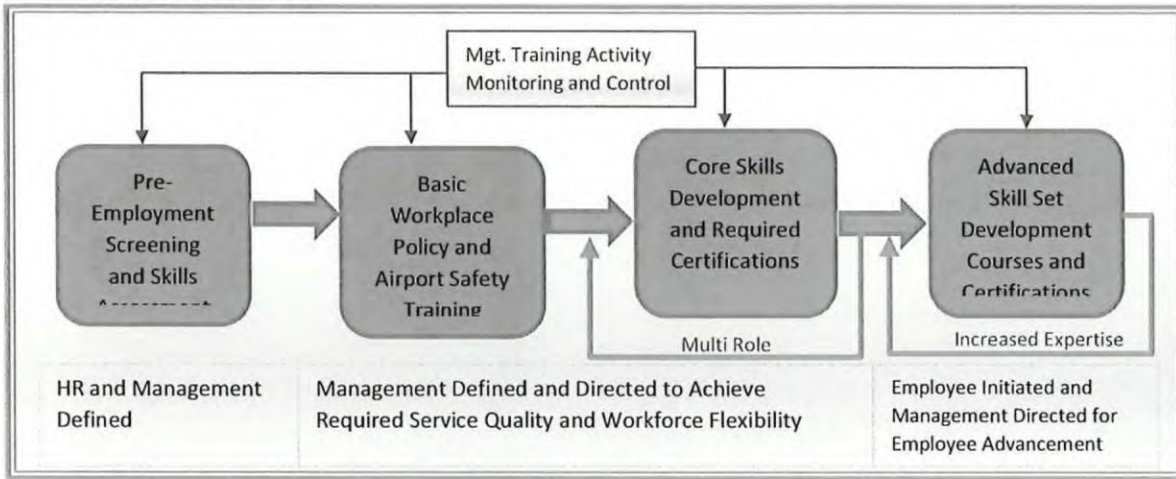 Mgt. Training Activity
Monitoring and Control
Pre-
Employment
Screening
and Skills
Basic
Workplace
Policy and
Airport Safety
Training
Core Skills
Development
and Required
Certifications
Advanced
Skill Set
Development
Courses and
Certifications
Multi Role
Increased Expertise
HR and Management
Defined
Management Defined and Directed to Achieve
Required Service Quality and Workforce Flexibility
Employee Initiated and
Management Directed for
Employee Advancement